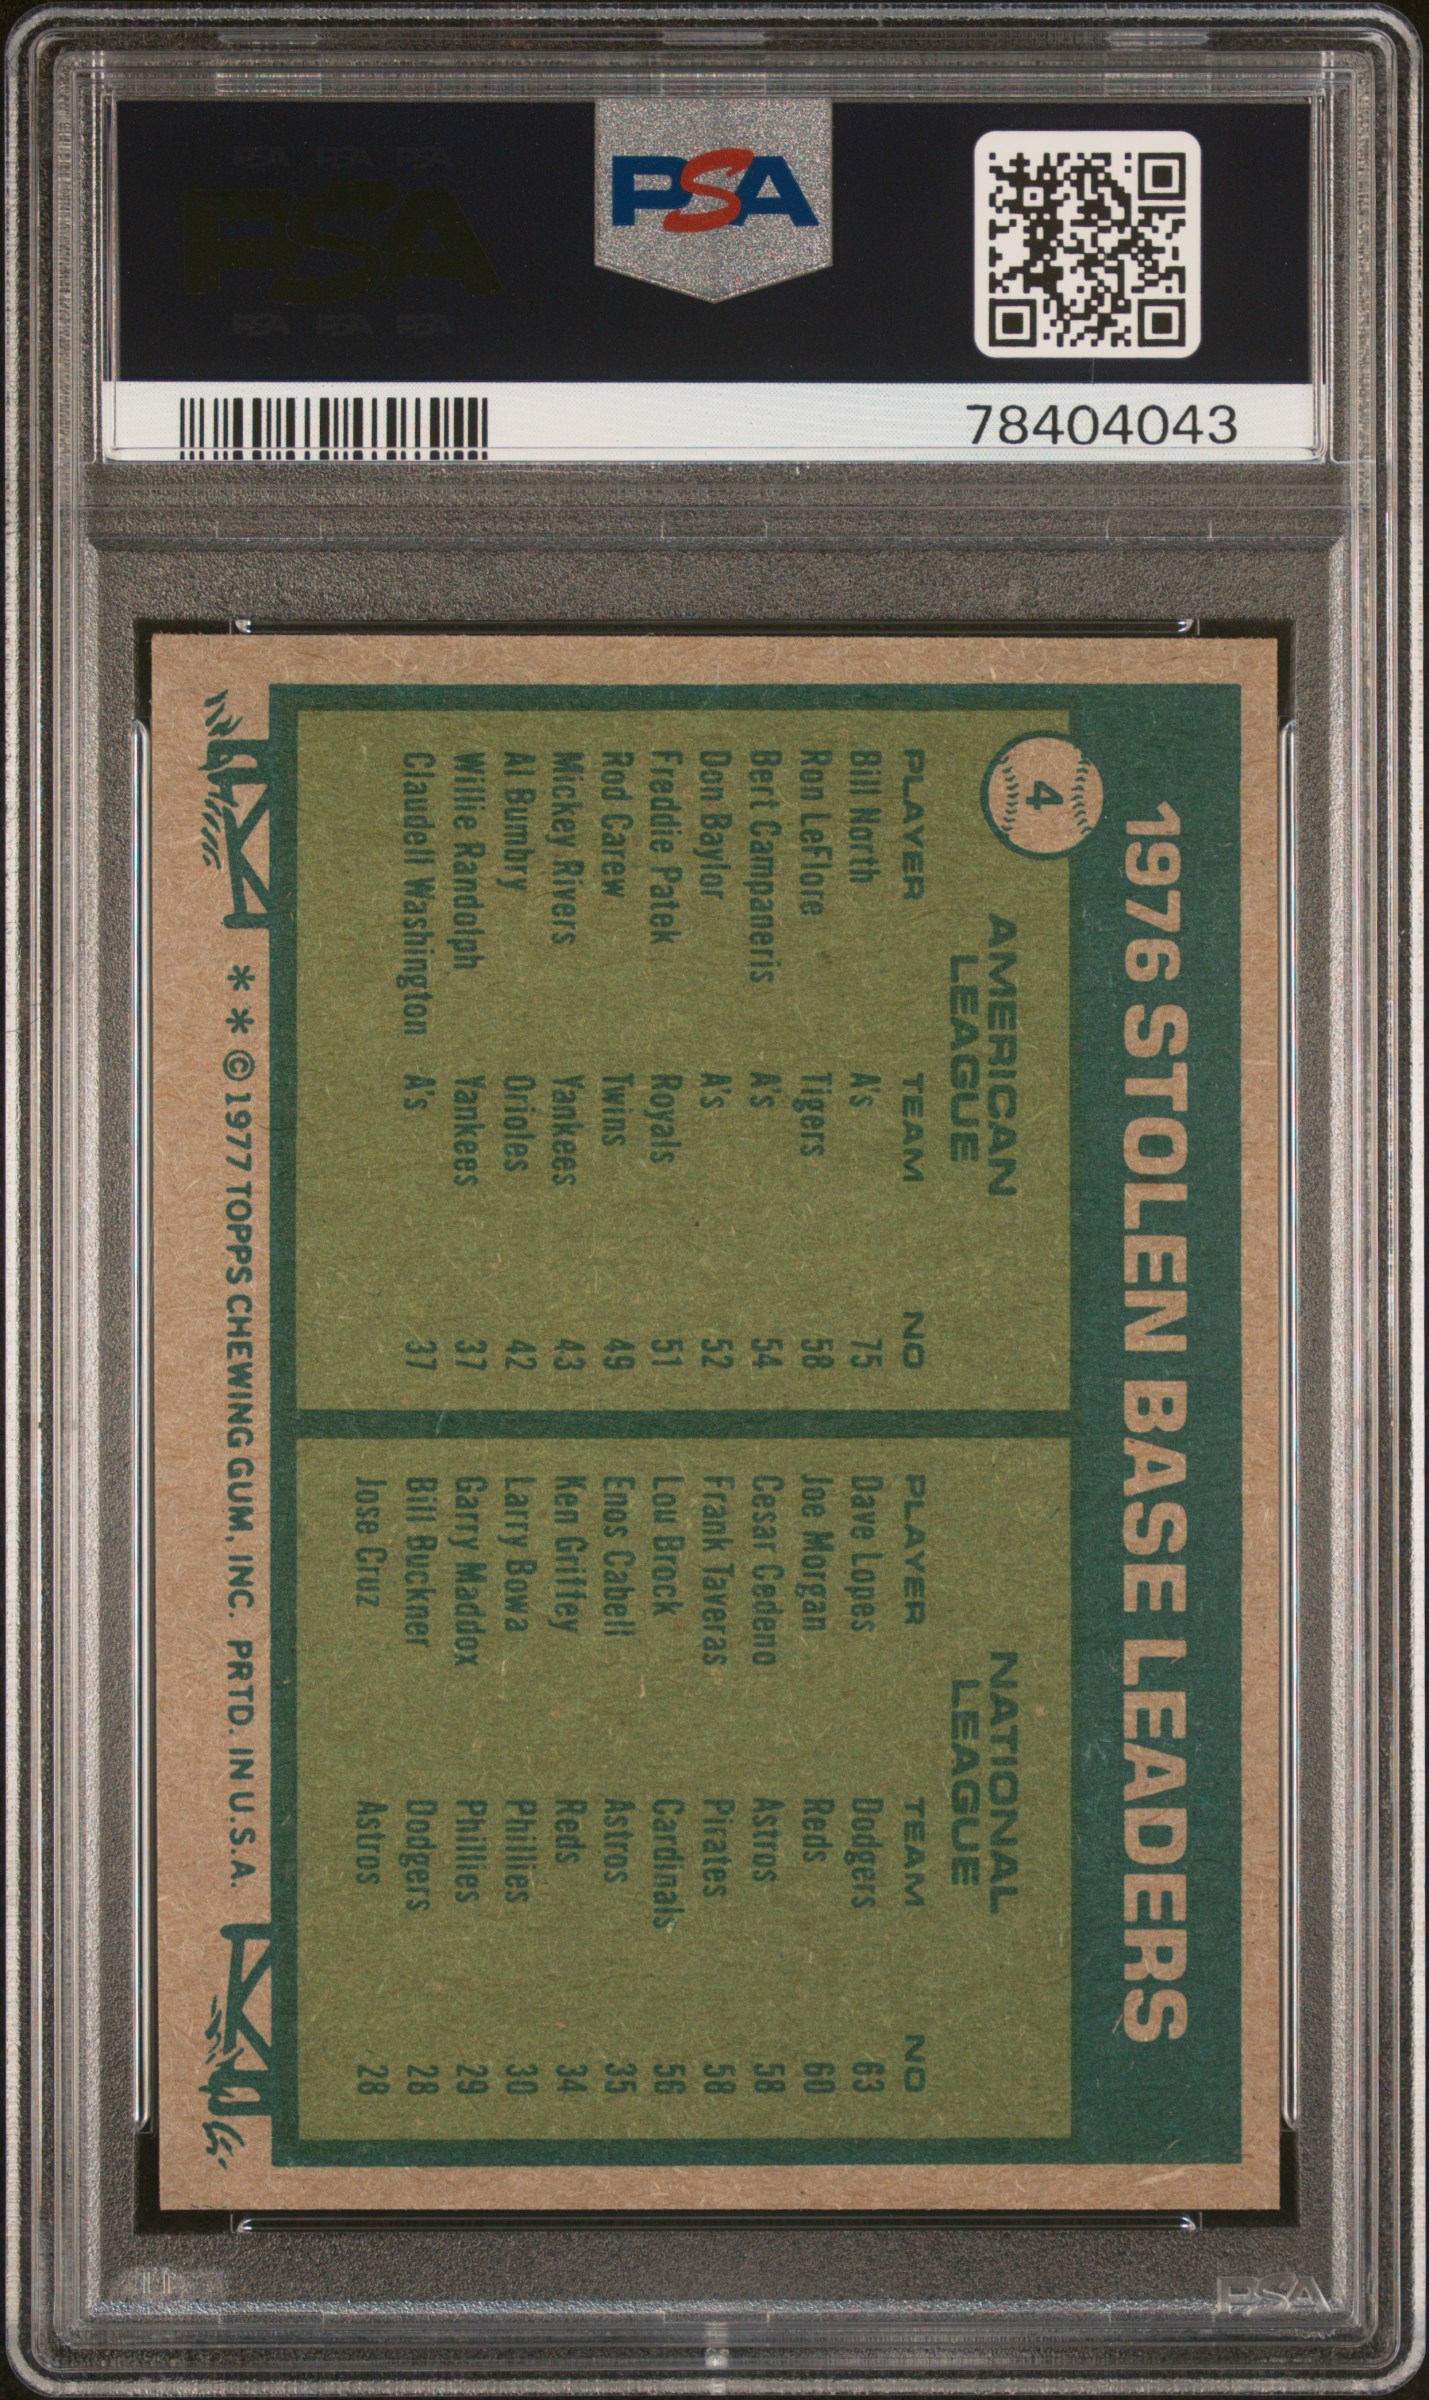 PSA PSA PSA
PSA
PSA PSA PSA
PSA
78404043
1976 STOLEN BASE LEADERS
4
AMERICAN
LEAGUE
PLAYER TEAM NO
Bill North A's 75
Ron LeFlore Tigers 58
Bert Campaneris A's 54
Don Baylor A's 52
Freddie Patek Royals 51
Rod Carew Twins 49
Mickey Rivers Yankees 43
Al Bumbry Orioles 42
Willie Randolph Yankees 37
Claudell Washington A's 37
NATIONAL
LEAGUE
PLAYER TEAM NO
Dave Lopes Dodgers 63
Joe Morgan Reds 60
Cesar Cedeno Astros 58
Frank Taveras Pirates 58
Lou Brock Cardinals 56
Enos Cabell Astros 35
Ken Griffey Reds 34
Larry Bowa Phillies 30
Garry Maddox Phillies 29
Bill Buckner Dodgers 28
Jose Cruz Astros 28
* * © 1977 TOPPS CHEWING GUM, INC. PRTD. IN U.S.A.
PSA